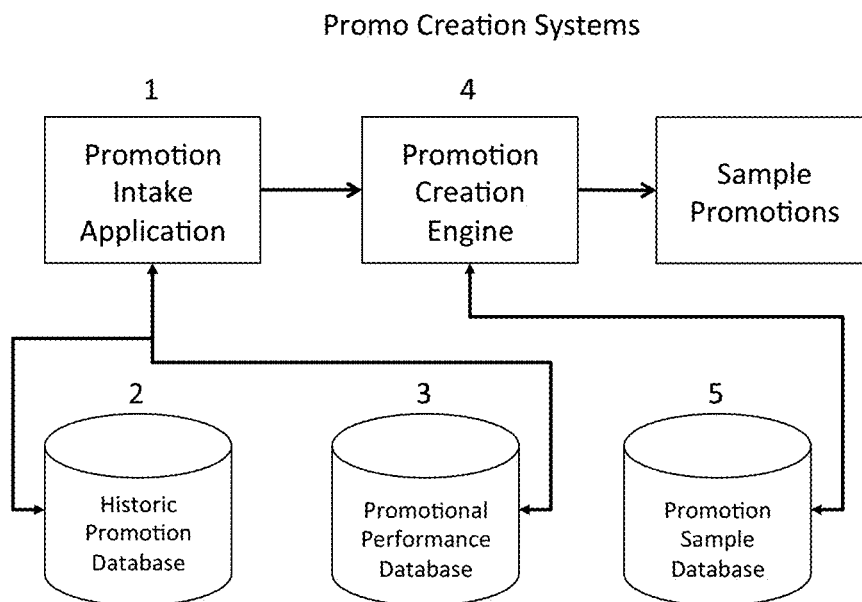 Promo Creation Systems
1
4
Promotion
Intake
Application
Promotion
Creation
Engine
Sample
Promotions
2
3
5
Historic
Promotion
Database
Promotional
Performance
Database
Promotion
Sample
Database